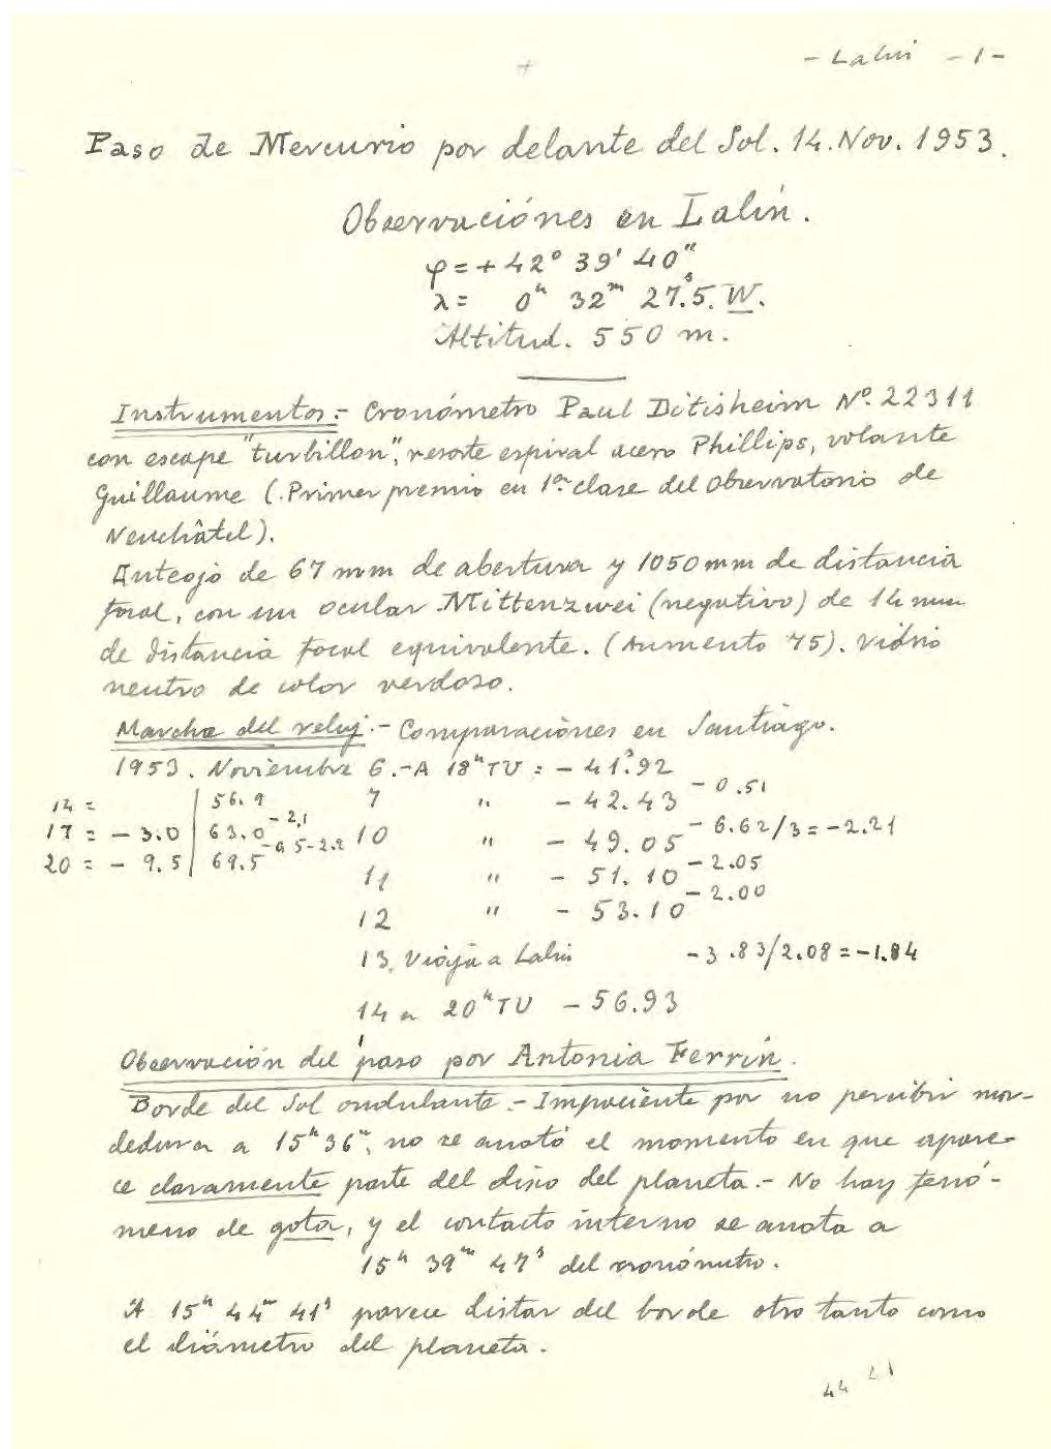 - Lalin - 1 -
Paso de Mercurio por delante del Sol. 14. Nov. 1953.
Observaciónes en Lalín.
φ = + 42° 39' 40"
λ = 0h 32m 27.s5. W.
Altitud. 550 m.
Instrumentos:- Cronómetro Paul Ditisheim Nº. 22311
con escape "turbillon", resorte espiral acero Phillips, volante
Guillaume (.Primer premio en 1ª clase del Observatorio de
Neuchâtel).
Anteojo de 67 mm de abertura y 1050 mm de distancia
focal, con un ocular Mittenzwei (negativo) de 14 mm
de distancia focal equivalente. (Aumento 75). Vidrio
neutro de color verdoso.
Marcha del reloj.- Comparaciónes en Santiago.
1953. Noviembre 6.-A 18h TU = - 41.s92
14 = 56.9 7 " - 42.43 - 0.51
17 = - 3.0 63.0 - 2.1 10 " - 49.05 - 6.62/3 = - 2.21
20 = - 9.5 69.5 - 6 5 - 2.2 11 " - 51.10 - 2.05
12 " - 53.10 - 2.00
13. Viaje a Lalin - 3.83/2.08 = -1.84
14 a 20h TU - 56.93
Observación del paso por Antonia Ferrín.
Borde del Sol ondulante.- Impaciente por no percibir mor-
dedura a 15h 36m, no se anotó el momento en que apare-
ce claramente parte del disco del planeta.- No hay fenó-
meno de gota, y el contacto interno se anota a
15h 39m 47s del cronómetro.
A 15h 44m 41s parece distar del borde otro tanto como
el diámetro del planeta.
44 21